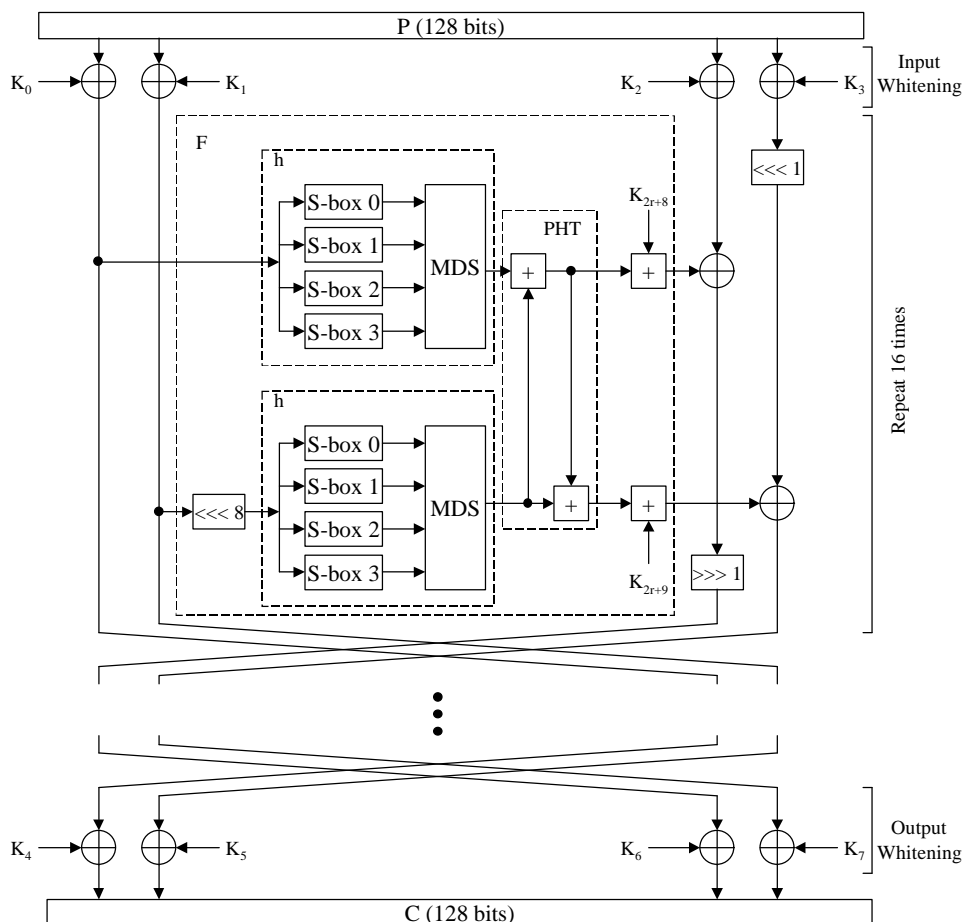 P (128 bits)
K0
K1
K2
K3
Input
Whitening
F
<<< 1
h
S-box 0
S-box 1
S-box 2
S-box 3
MDS
PHT
K2r+8
+
+
Repeat 16 times
h
S-box 0
S-box 1
S-box 2
S-box 3
MDS
<<< 8
+
+
K2r+9
>>> 1
K4
K5
K6
K7
Output
Whitening
C (128 bits)